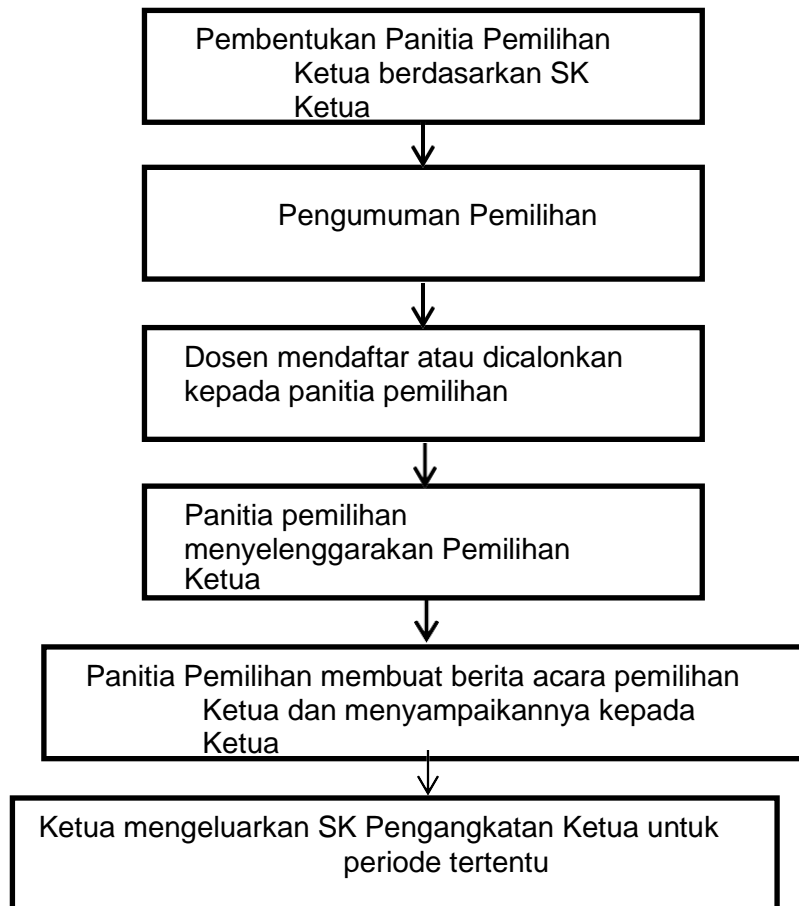 Pembentukan Panitia Pemilihan
Ketua berdasarkan SK
Ketua
Pengumuman Pemilihan
Dosen mendaftar atau dicalonkan
kepada panitia pemilihan
Panitia pemilihan
menyelenggarakan Pemilihan
Ketua
Panitia Pemilihan membuat berita acara pemilihan
Ketua dan menyampaikannya kepada
Ketua
Ketua mengeluarkan SK Pengangkatan Ketua untuk
periode tertentu